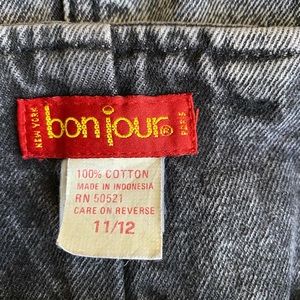 NEW YORK
bonjour®
PARIS
100% COTTON
MADE IN INDONESIA
RN 50521
CARE ON REVERSE
11/12